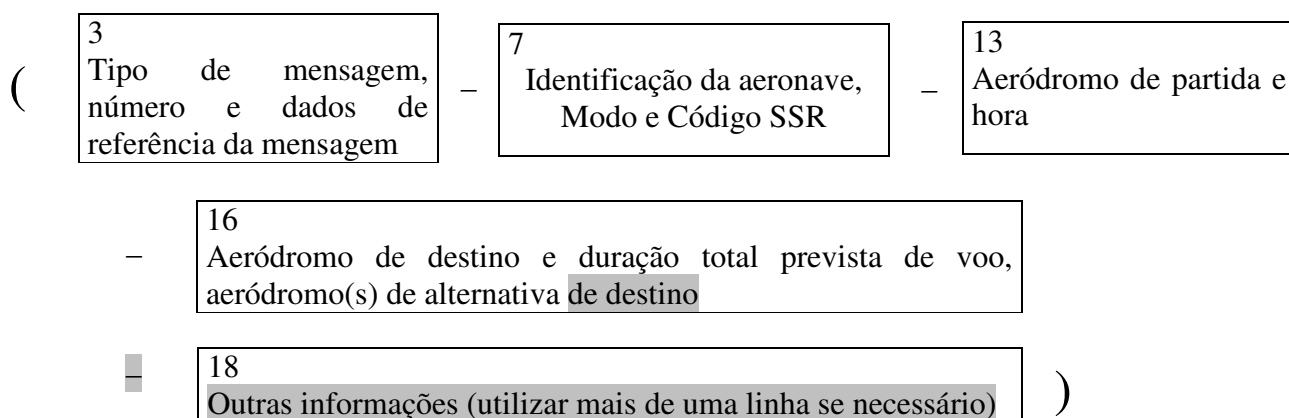 3
Tipo de mensagem,
número e dados de
referência da mensagem
7
Identificação da aeronave,
Modo e Código SSR
13
Aeródromo de partida e
hora
( – –
16
Aeródromo de destino e duração total prevista de voo,
aeródromo(s) de alternativa de destino
–
18
Outras informações (utilizar mais de uma linha se necessário)
– )